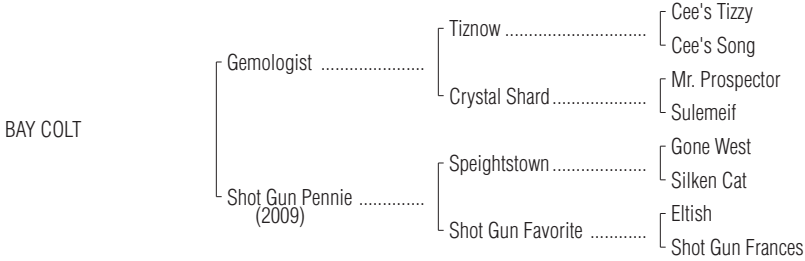 Cee's Tizzy
Tiznow ..............................
Cee's Song
Gemologist ......................
Mr. Prospector
Crystal Shard....................
Sulemeif
BAY COLT
Gone West
Speightstown....................
Silken Cat
Shot Gun Pennie ..............
(2009)
Eltish
Shot Gun Favorite ............
Shot Gun Frances